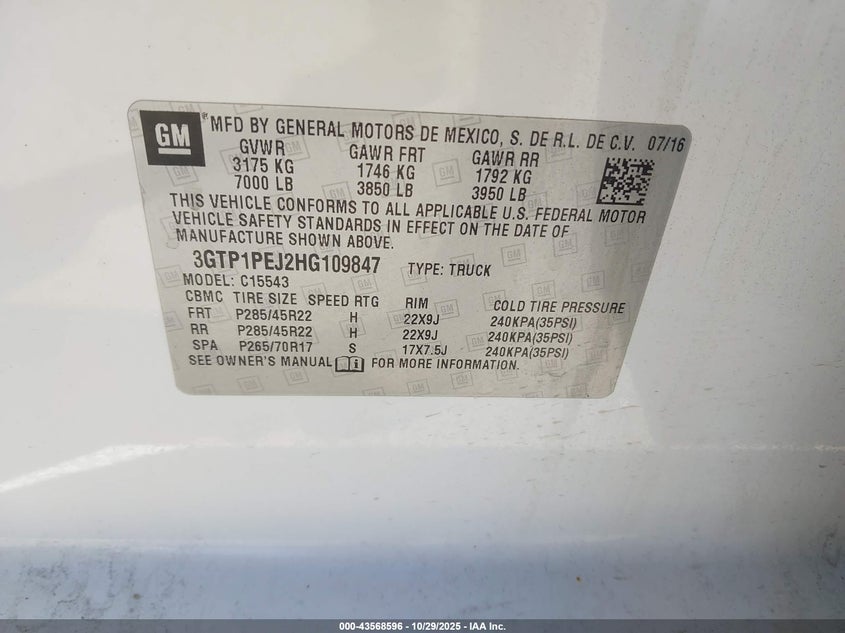 GM MFD BY GENERAL MOTORS DE MEXICO, S. DE R.L. DE C.V. 07/16
GVWR GAWR FRT GAWR RR
3175 KG 1746 KG 1792 KG
7000 LB 3850 LB 3950 LB
THIS VEHICLE CONFORMS TO ALL APPLICABLE U.S. FEDERAL MOTOR
VEHICLE SAFETY STANDARDS IN EFFECT ON THE DATE OF
MANUFACTURE SHOWN ABOVE.
3GTP1PEJ2HG109847 TYPE: TRUCK
MODEL: C15543
CBMC TIRE SIZE SPEED RTG RIM COLD TIRE PRESSURE
FRT P285/45R22 H 22X9J 240KPA(35PSI)
RR P285/45R22 H 22X9J 240KPA(35PSI)
SPA P265/70R17 S 17X7.5J 240KPA(35PSI)
SEE OWNER'S MANUAL FOR MORE INFORMATION.
000-43568596 - 10/29/2025 - IAA Inc.